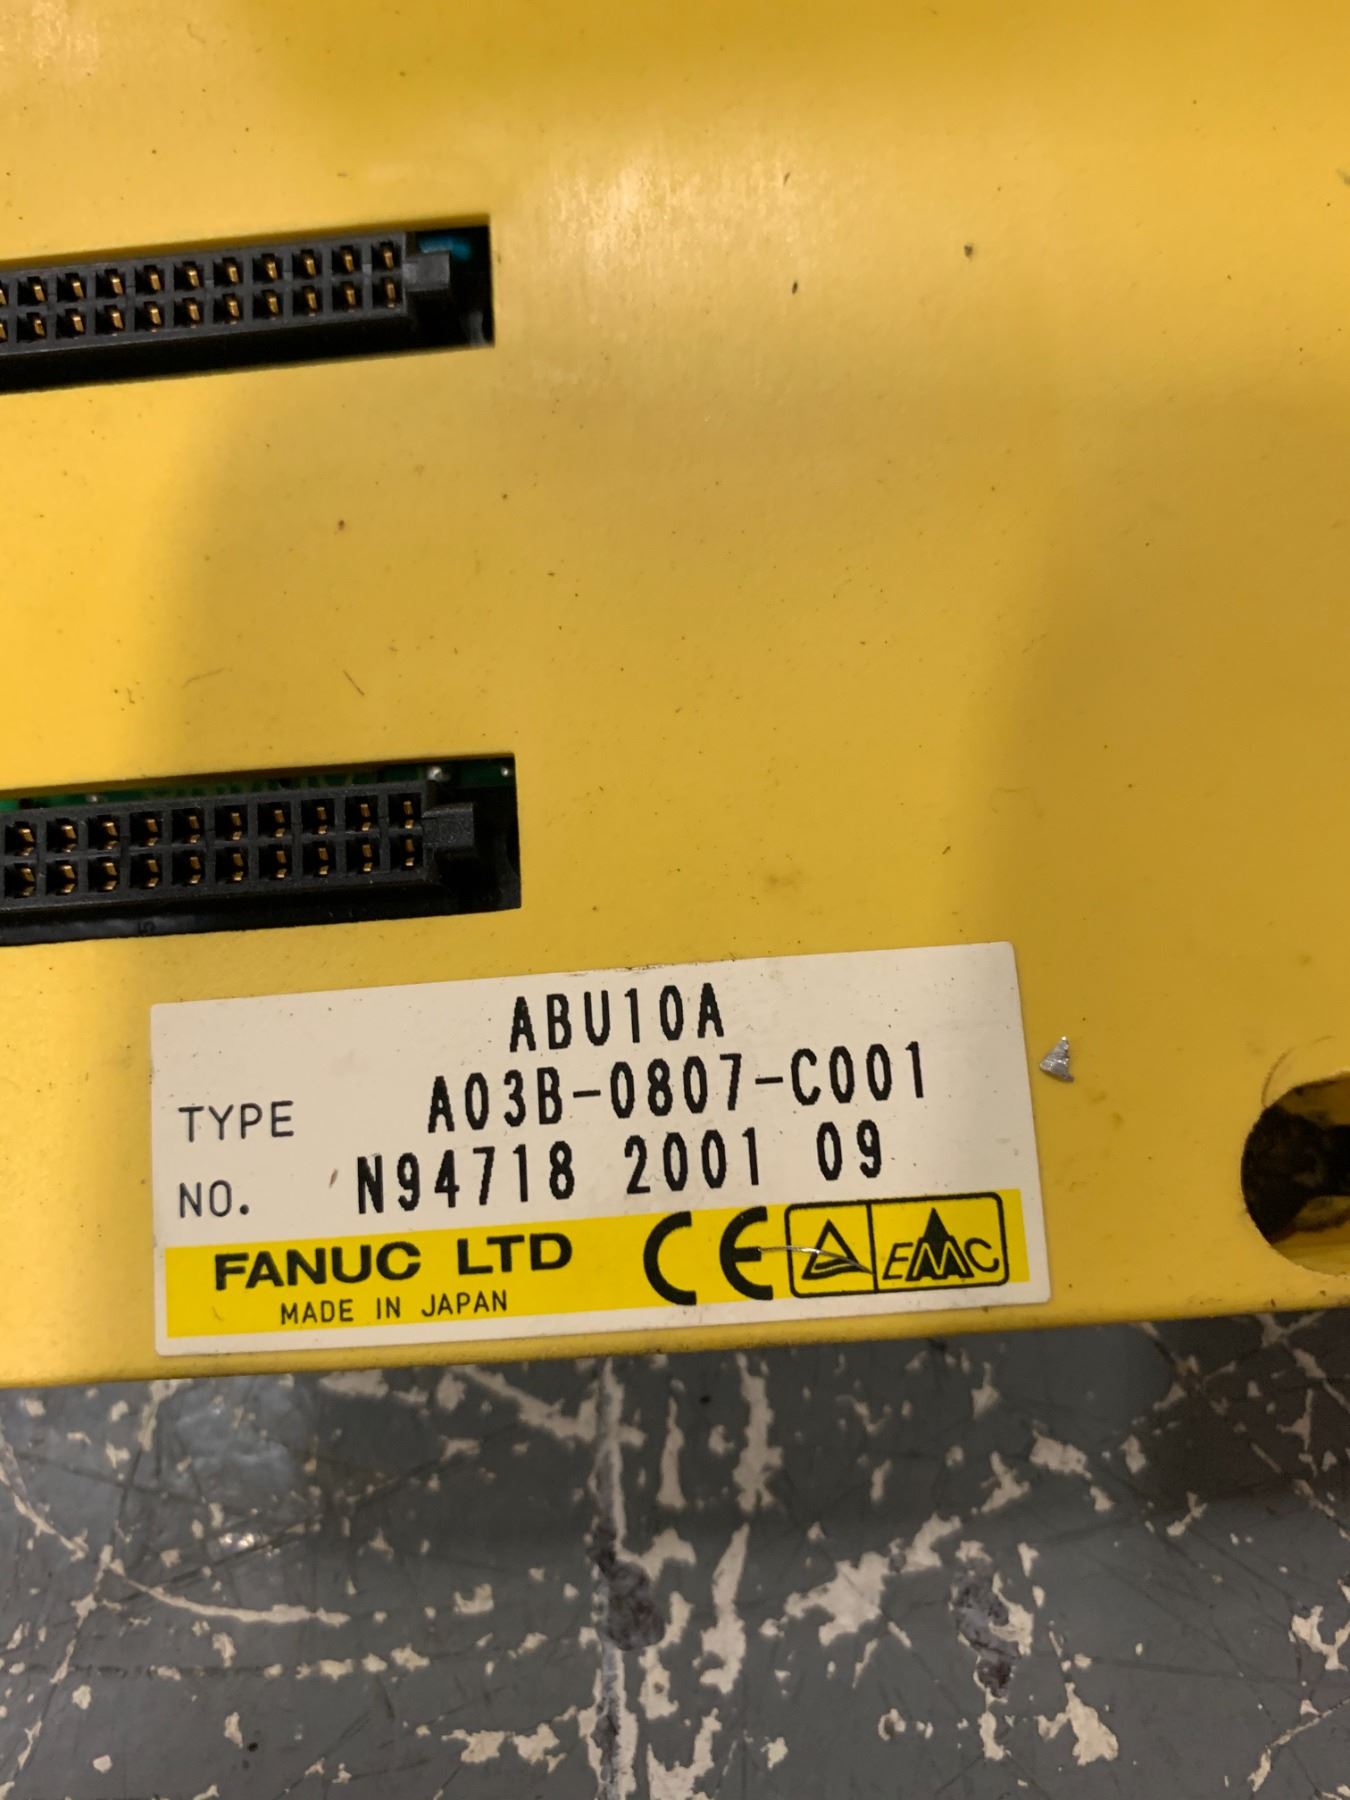 ABU10A
TYPE A03B-0807-C001
NO. N94718 2001 09
FANUC LTD CE EMC
MADE IN JAPAN